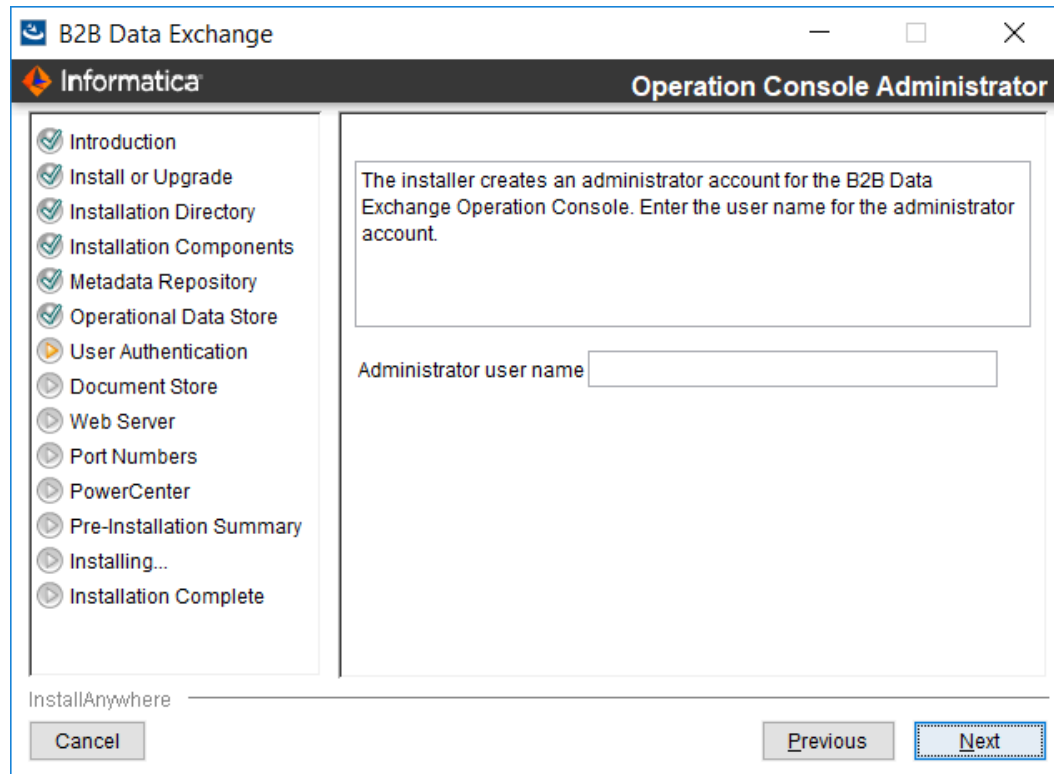 B2B Data Exchange
Informatica
Operation Console Administrator
Introduction
Install or Upgrade
Installation Directory
Installation Components
Metadata Repository
Operational Data Store
User Authentication
Document Store
Web Server
Port Numbers
PowerCenter
Pre-Installation Summary
Installing...
Installation Complete
The installer creates an administrator account for the B2B Data
Exchange Operation Console. Enter the user name for the administrator
account.
Administrator user name
InstallAnywhere
Cancel
Previous
Next